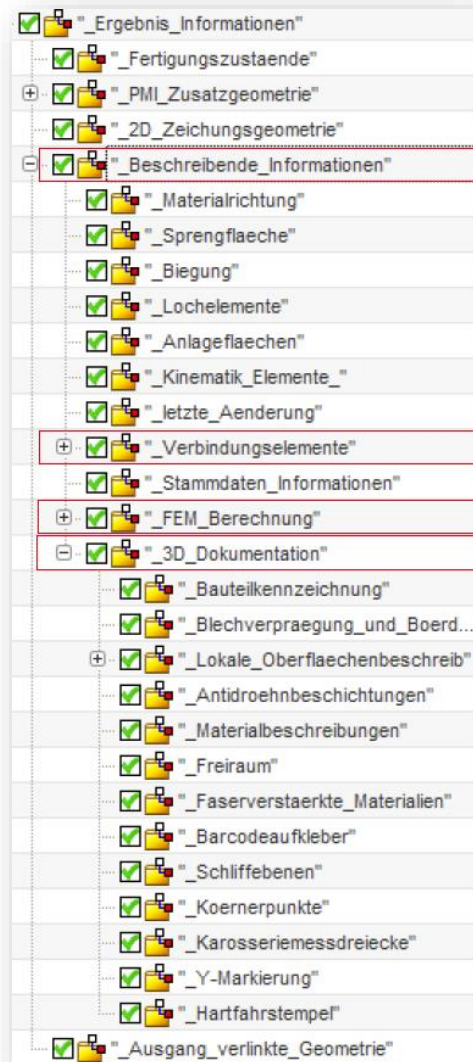 "_Ergebnis_Informationen"
"_Fertigungszustaende"
"_PMI_Zusatzgeometrie"
"_2D_Zeichungsgeometrie"
"_Beschreibende_Informationen"
"_Materialrichtung"
"_Sprengflaeche"
"_Biegung"
"_Lochelemente"
"_Anlageflaechen"
"_Kinematik_Elemente_"
"_letzte_Aenderung"
"_Verbindungselemente"
"_Stammdaten_Informationen"
"_FEM_Berechnung"
"_3D_Dokumentation"
"_Bauteilkennzeichnung"
"_Blechverpraegung_und_Boerd...
"_Lokale_Oberflaechenbeschreib"
"_Antidroehnbeschichtungen"
"_Materialbeschreibungen"
"_Freiraum"
"_Faserverstaerkte_Materialien"
"_Barcodeaufkleber"
"_Schliffebenen"
"_Koernerpunkte"
"_Karosseriemessdreiecke"
"_Y-Markierung"
"_Hartfahrstempel"
"_Ausgang_verlinkte_Geometrie"